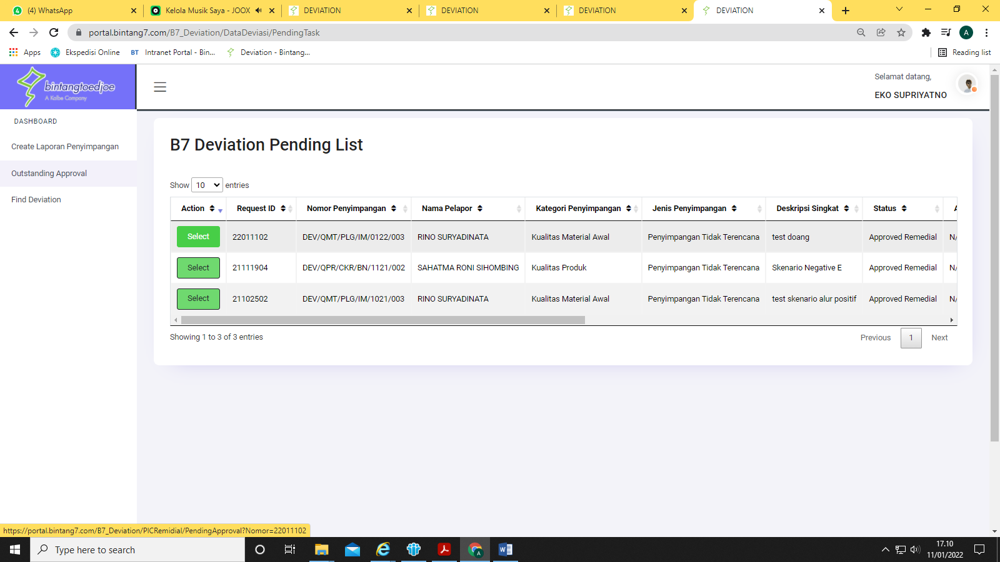 (4) WhatsApp
Kelola Musik Saya - JOOX
DEVIATION
DEVIATION
DEVIATION
DEVIATION
portal.bintang7.com/B7_Deviation/DataDeviasi/PendingTask
A
Apps
Ekspedisi Online
BT Intranet Portal - Bin...
Deviation - Bintang...
Reading list
bintangtoedjoe
A Kalbe Company
Selamat datang,
EKO SUPRIYATNO
DASHBOARD
Create Laporan Penyimpangan
Outstanding Approval
Find Deviation
B7 Deviation Pending List
Show 10 entries
Action Request ID Nomor Penyimpangan Nama Pelapor Kategori Penyimpangan Jenis Penyimpangan Deskripsi Singkat Status A
Select 22011102 DEV/QMT/PLG/IM/0122/003 RINO SURYADINATA Kualitas Material Awal Penyimpangan Tidak Terencana test doang Approved Remedial N/
Select 21111904 DEV/QPR/CKR/BN/1121/002 SAHATMA RONI SIHOMBING Kualitas Produk Penyimpangan Tidak Terencana Skenario Negative E Approved Remedial N/
Select 21102502 DEV/QMT/PLG/IM/1021/003 RINO SURYADINATA Kualitas Material Awal Penyimpangan Tidak Terencana test skenario alur positif Approved Remedial N/
Showing 1 to 3 of 3 entries
Previous 1 Next
https://portal.bintang7.com/B7_Deviation/PICRemidial/PendingApproval?Nomor=22011102
Type here to search
17.10
11/01/2022